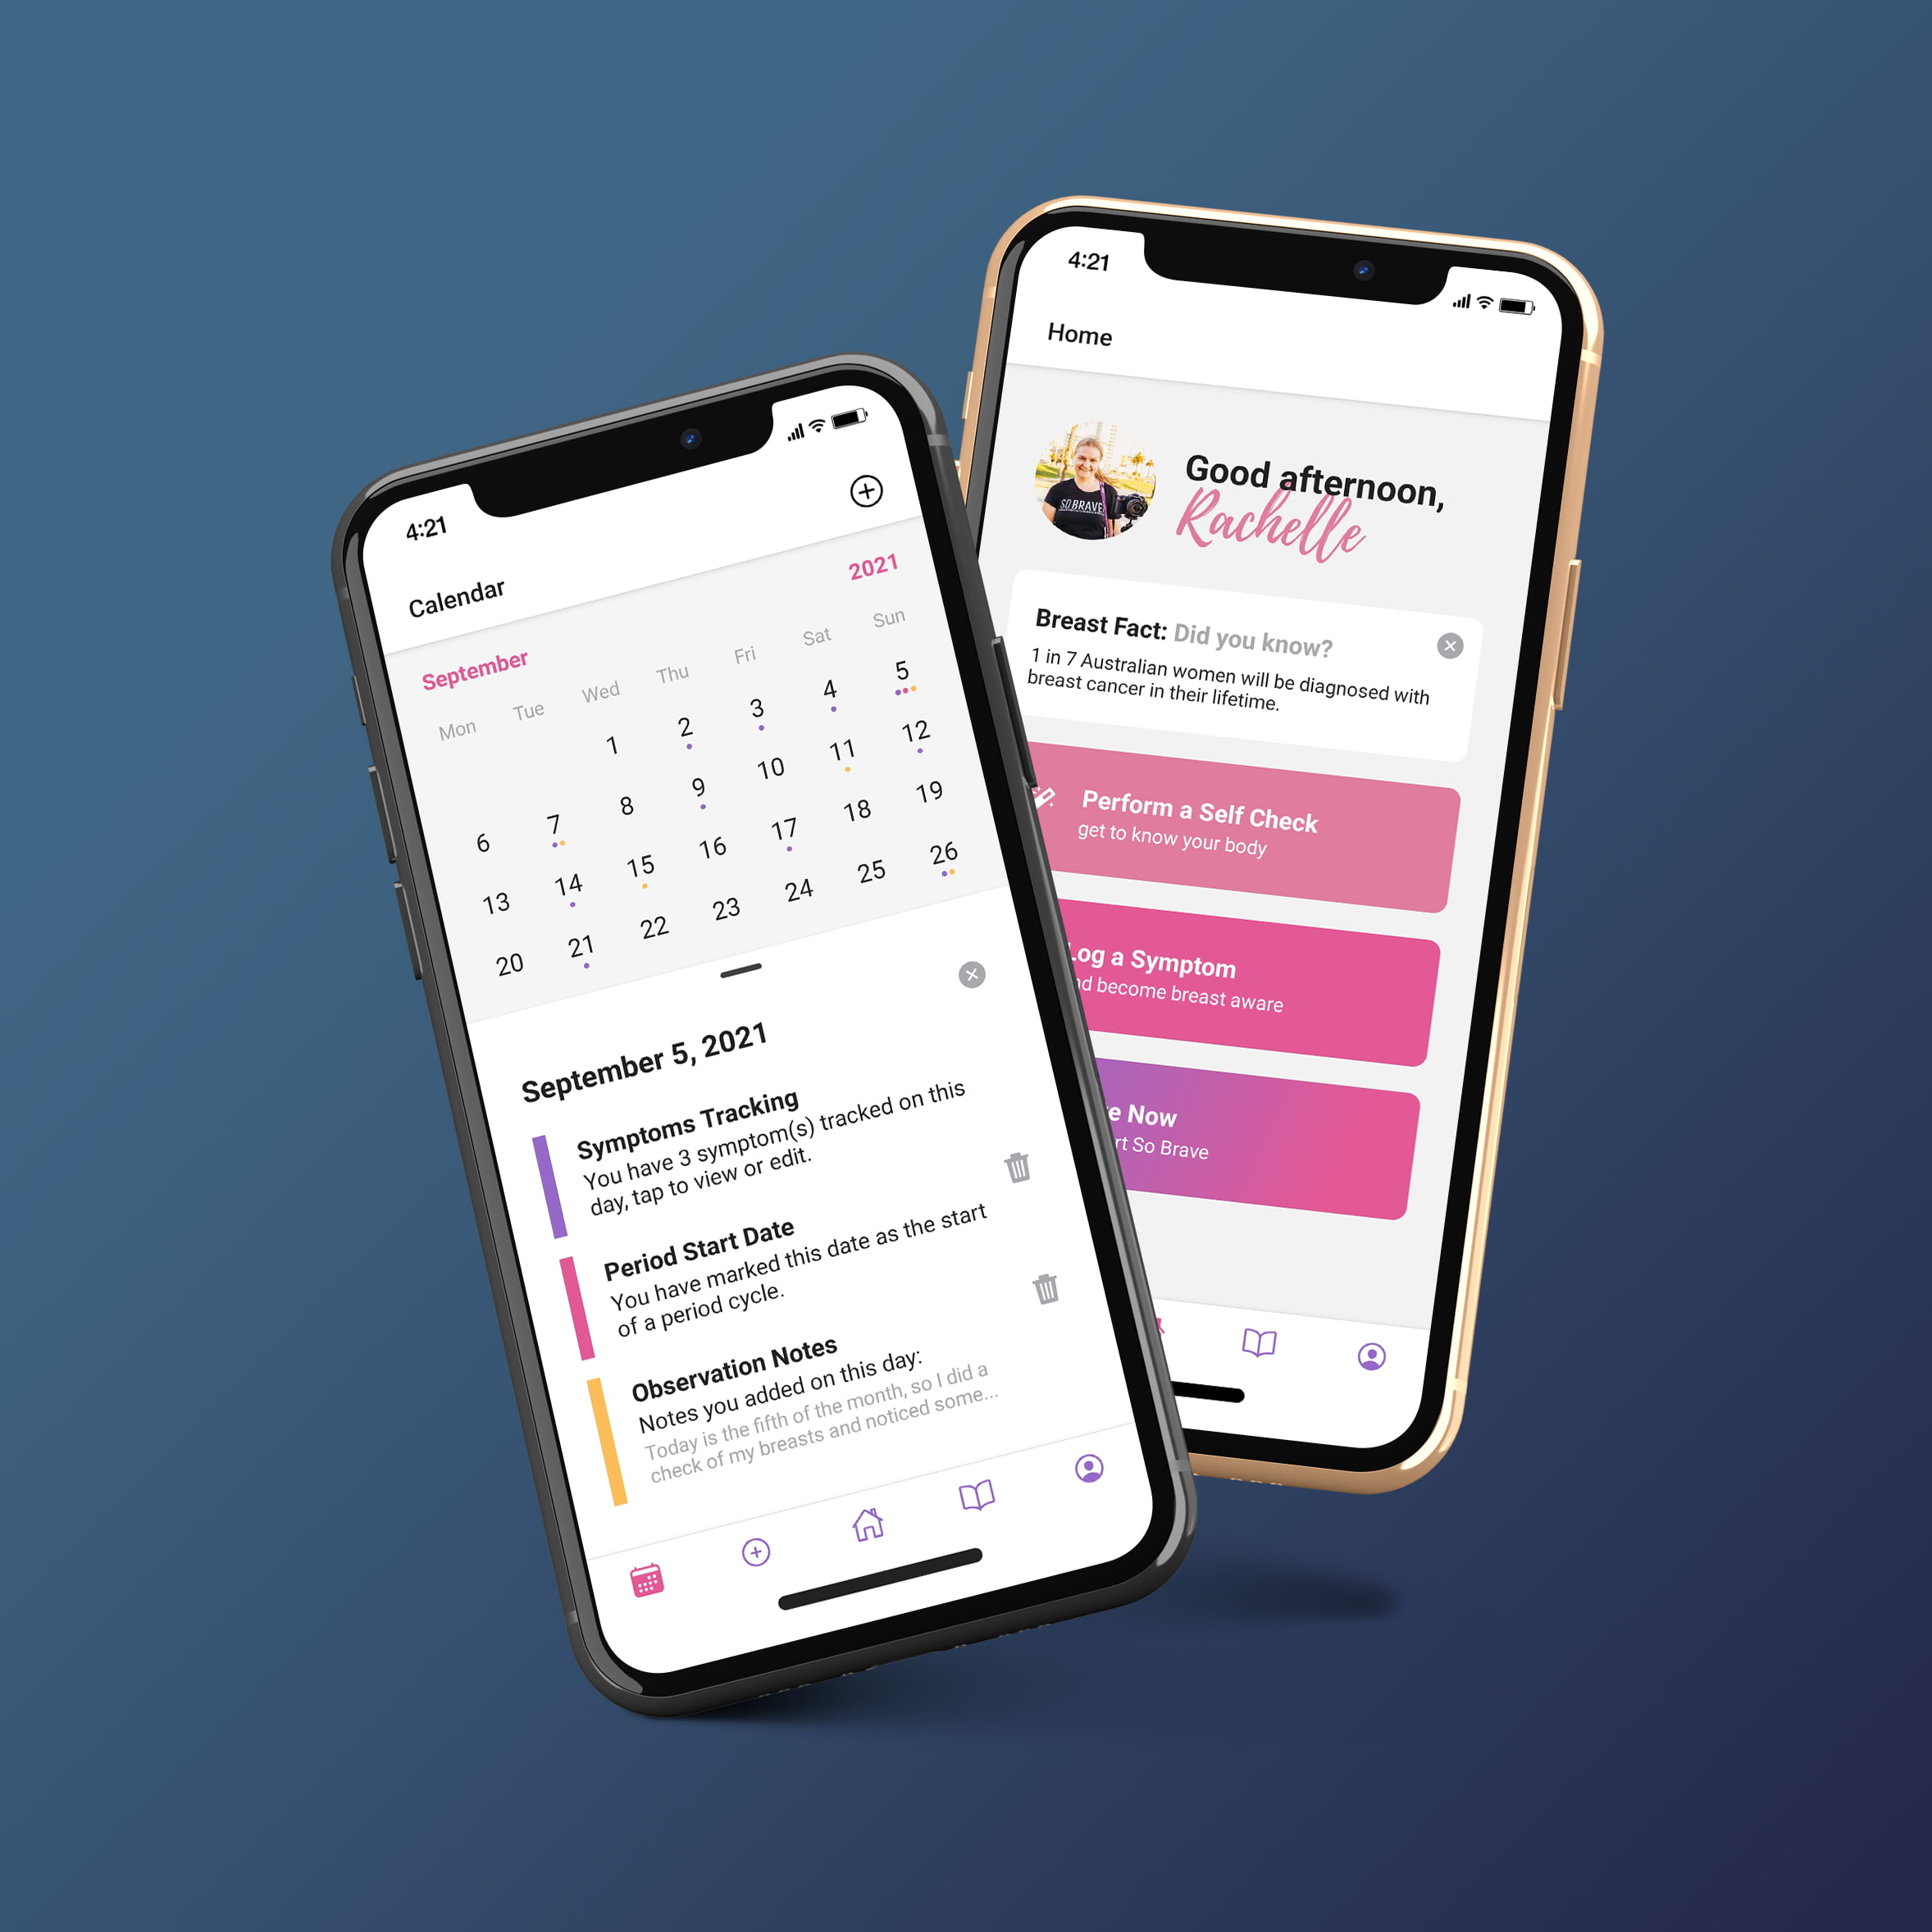 4:21
Calendar
September 2021
Mon Tue Wed Thu Fri Sat Sun
1 2 3 4 5
6 7 8 9 10 11 12
13 14 15 16 17 18 19
20 21 22 23 24 25 26
September 5, 2021
Symptoms Tracking
You have 3 symptom(s) tracked on this
day, tap to view or edit.
Period Start Date
You have marked this date as the start
of a period cycle.
Observation Notes
Notes you added on this day:
Today is the fifth of the month, so I did a
check of my breasts and noticed some...
4:21
Home
SO BRAVE
Good afternoon,
Rachelle
Breast Fact: Did you know?
1 in 7 Australian women will be diagnosed with
breast cancer in their lifetime.
Perform a Self Check
get to know your body
Log a Symptom
become breast aware
Now
So Brave